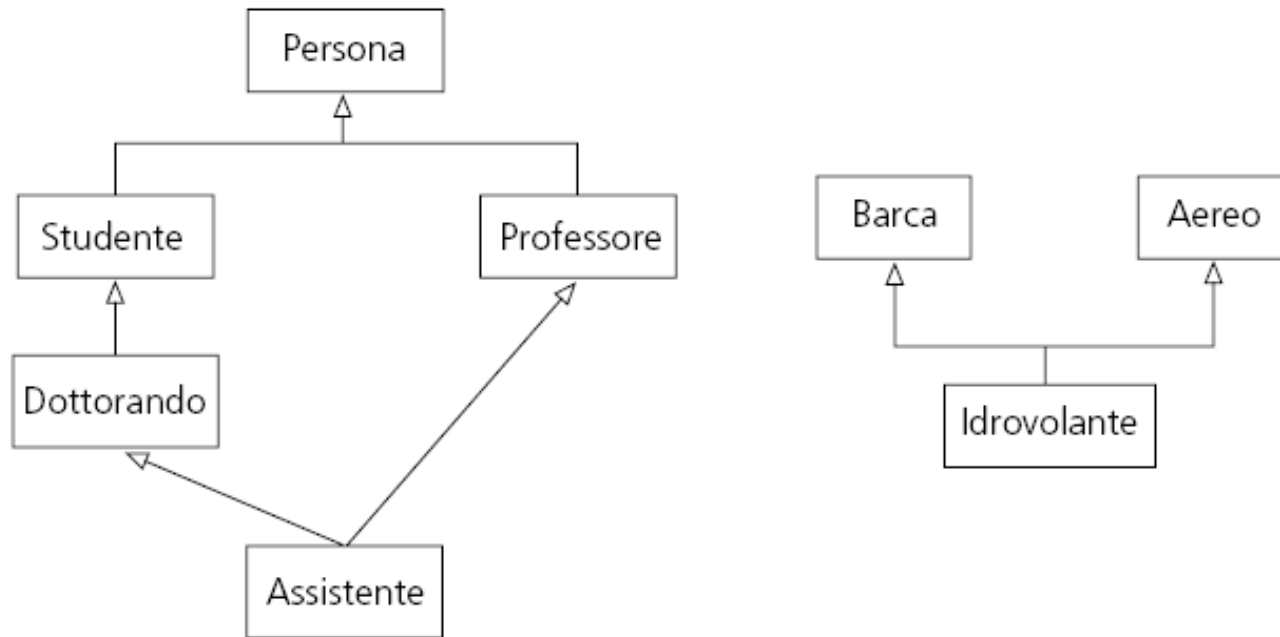 Persona
Studente
Professore
Barca
Aereo
Dottorando
Idrovolante
Assistente